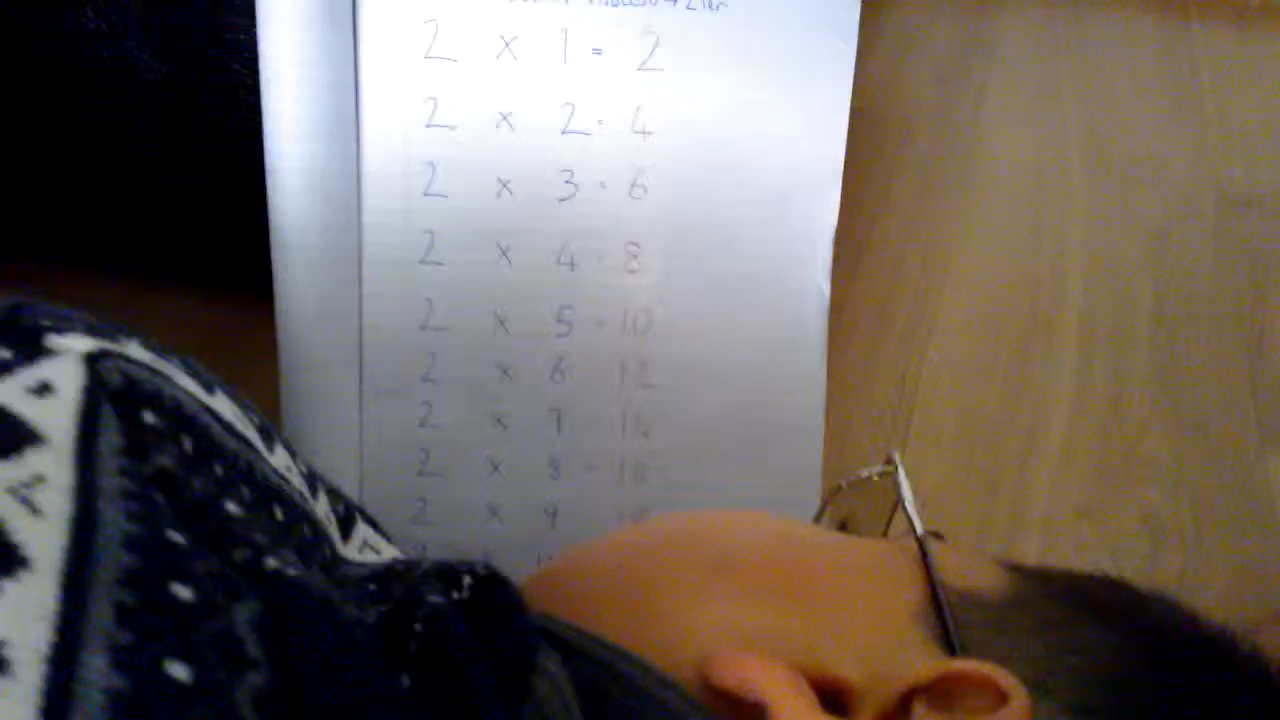 2 x 1 = 2
2 x 2 = 4
2 x 3 = 6
2 x 4 = 8
2 x 5 = 10
2 x 6 12
2 x 7 14
2 x 8 = 16
2 x 9